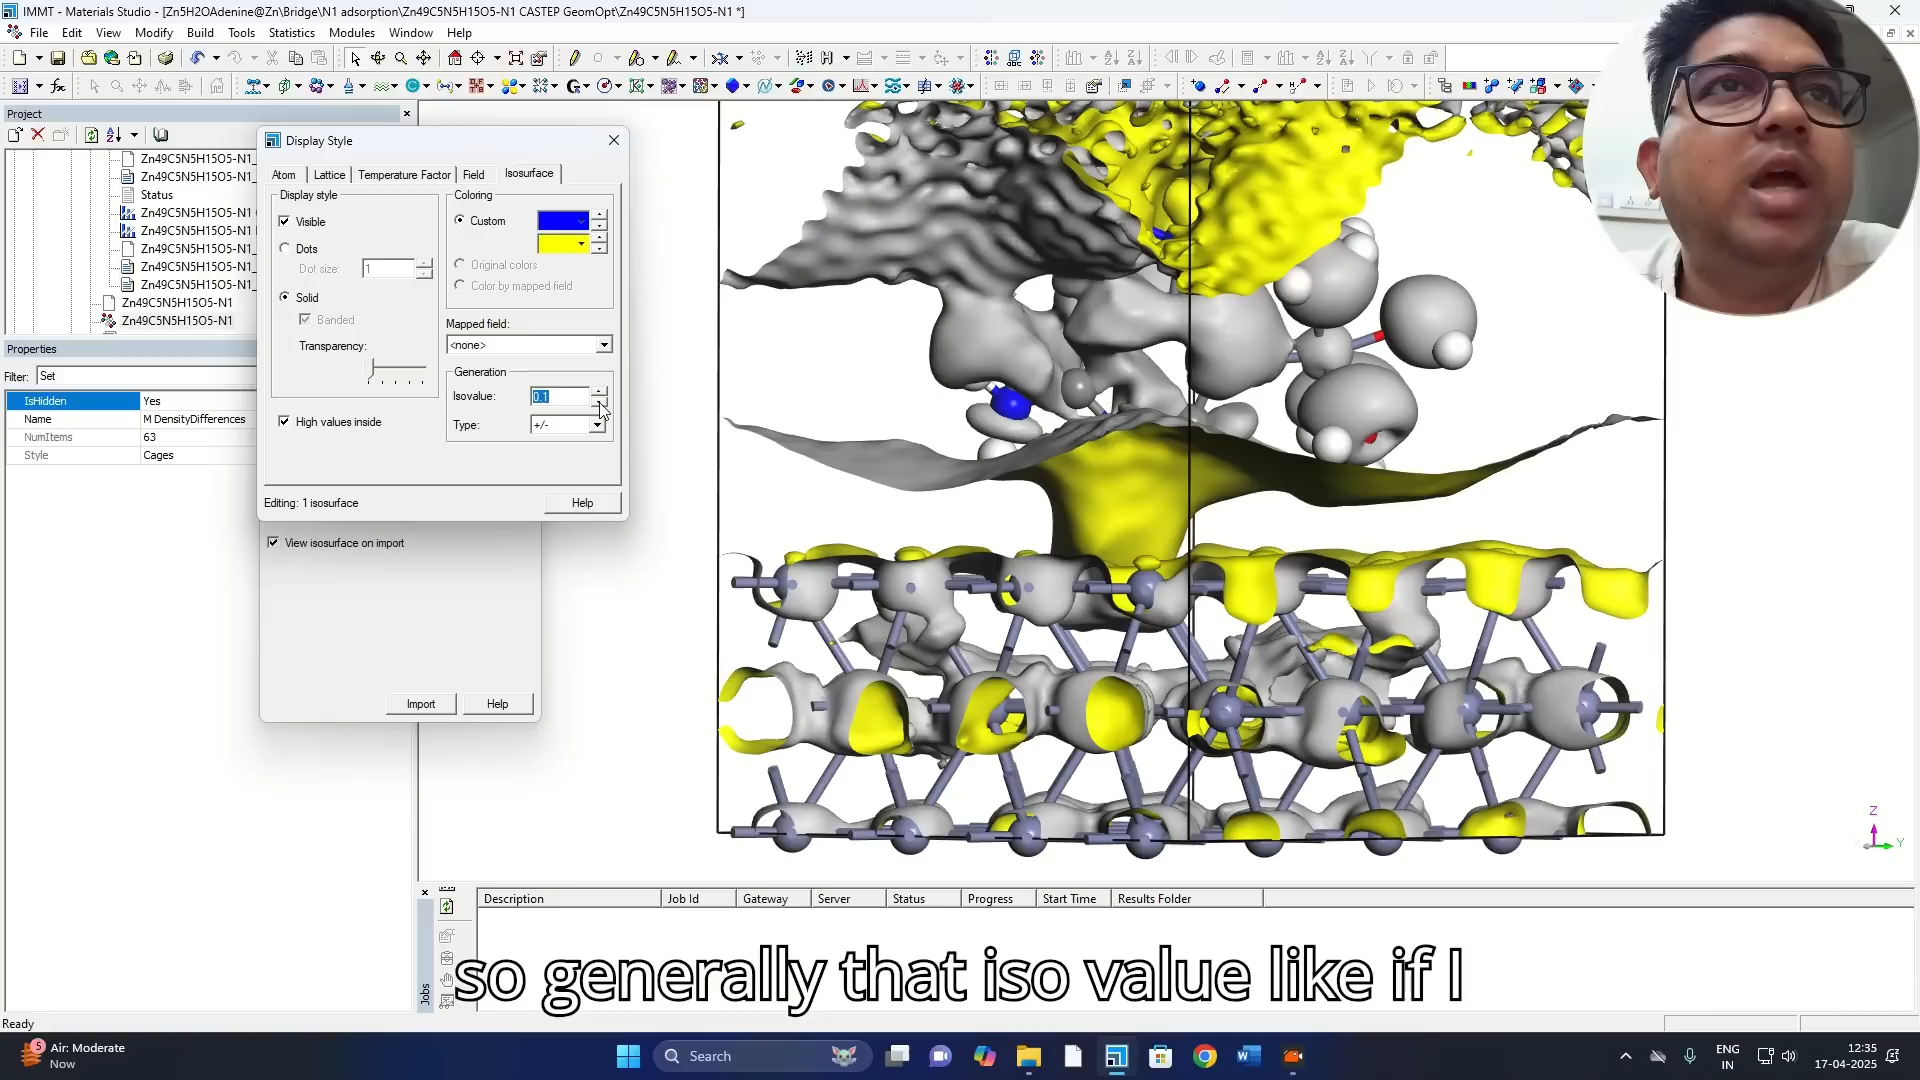 IMMT - Materials Studio - [Zn5H2OAdenine@Zn\Bridge\N1 adsorption\Zn49C5N5H15O5-N1 CASTEP GeomOpt\Zn49C5N5H15O5-N1 *]
File Edit View Modify Build Tools Statistics Modules Window Help
Project
Zn49C5N5H15O5-N1_
Zn49C5N5H15O5-N1_
Status
Zn49C5N5H15O5-N1
Zn49C5N5H15O5-N1
Zn49C5N5H15O5-N1
Zn49C5N5H15O5-N1_
Zn49C5N5H15O5-N1_
Zn49C5N5H15O5-N1
Zn49C5N5H15O5-N1
Properties
Filter: Set
IsHidden Yes
Name M DensityDifferences
NumItems 63
Style Cages
Display Style
Atom Lattice Temperature Factor Field Isosurface
Display style
Visible
Dots
Dot size: 1
Solid
Banded
Transparency:
High values inside
Coloring
Custom
Original colors
Color by mapped field
Mapped field:
<none>
Generation
Isovalue: 0.1
Type: +/-
Editing: 1 isosurface
Help
View isosurface on import
Import Help
Z
Y
Jobs
Description Job Id Gateway Server Status Progress Start Time Results Folder
so generally that iso value like if I
Ready
5
Air: Moderate
Now
Search
ENG
IN
12:35
17-04-2025